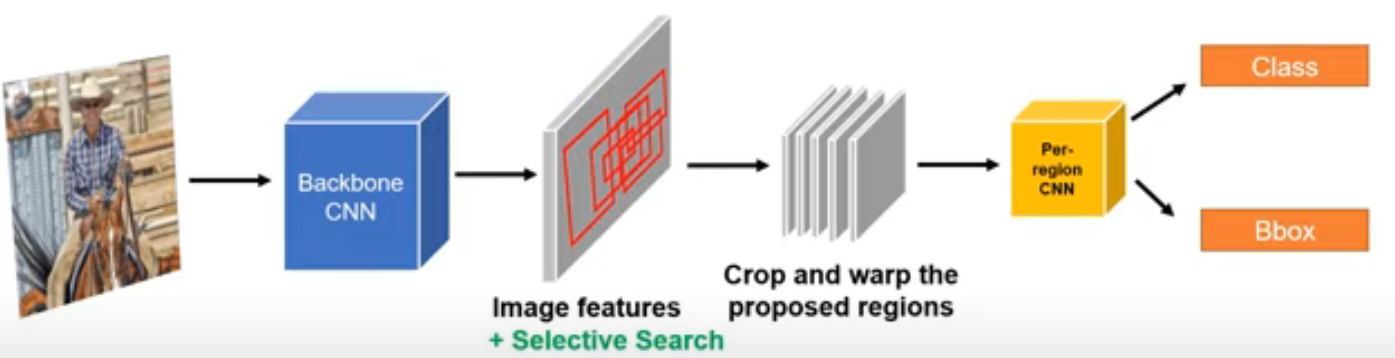 Backbone
CNN
Image features
+ Selective Search
Crop and warp the
proposed regions
Per-
region
CNN
Class
Bbox